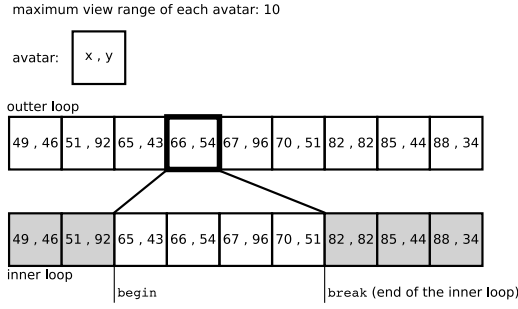 maximum view range of each avatar: 10
avatar: x , y
outter loop
49 , 46 51 , 92 65 , 43 66 , 54 67 , 96 70 , 51 82 , 82 85 , 44 88 , 34
49 , 46 51 , 92 65 , 43 66 , 54 67 , 96 70 , 51 82 , 82 85 , 44 88 , 34
inner loop
begin break (end of the inner loop)